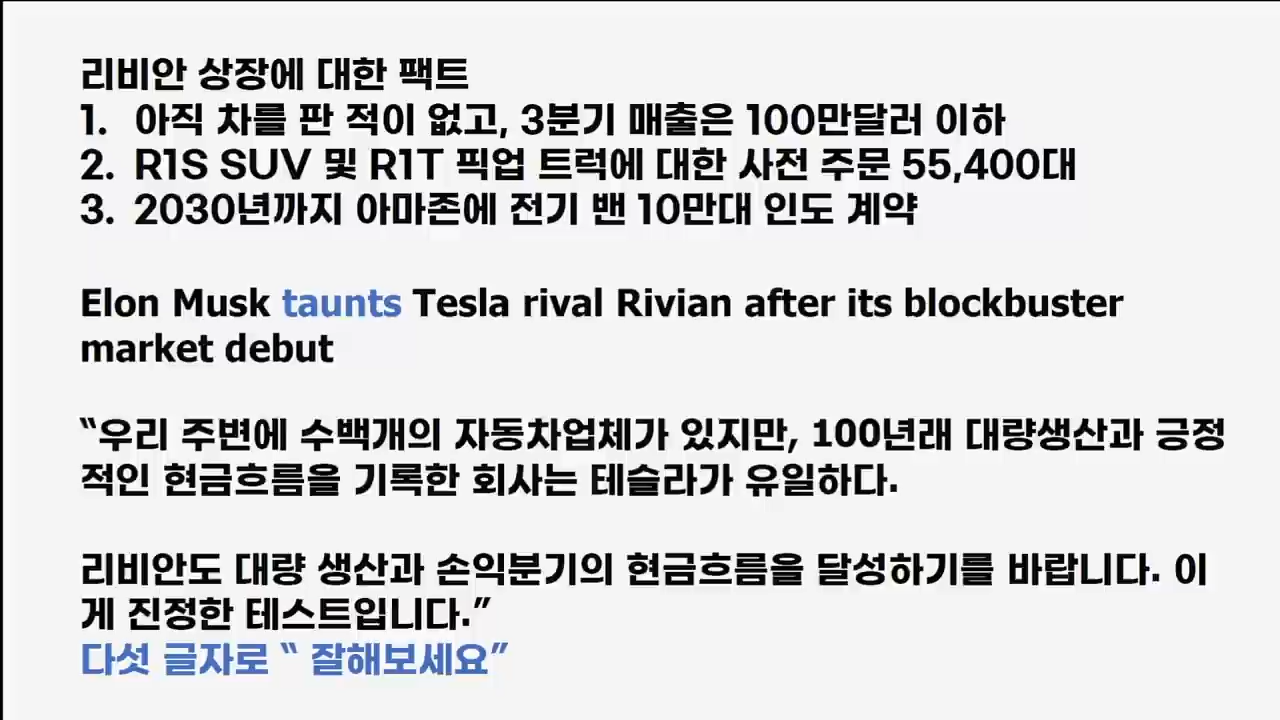 리비안 상장에 대한 팩트
1. 아직 차를 판 적이 없고, 3분기 매출은 100만달러 이하
2. R1S SUV 및 R1T 픽업 트럭에 대한 사전 주문 55,400대
3. 2030년까지 아마존에 전기 밴 10만대 인도 계약
Elon Musk taunts Tesla rival Rivian after its blockbuster
market debut
“우리 주변에 수백개의 자동차업체가 있지만, 100년래 대량생산과 긍정
적인 현금흐름을 기록한 회사는 테슬라가 유일하다.
리비안도 대량 생산과 손익분기의 현금흐름을 달성하기를 바랍니다. 이
게 진정한 테스트입니다.”
다섯 글자로 “ 잘해보세요”